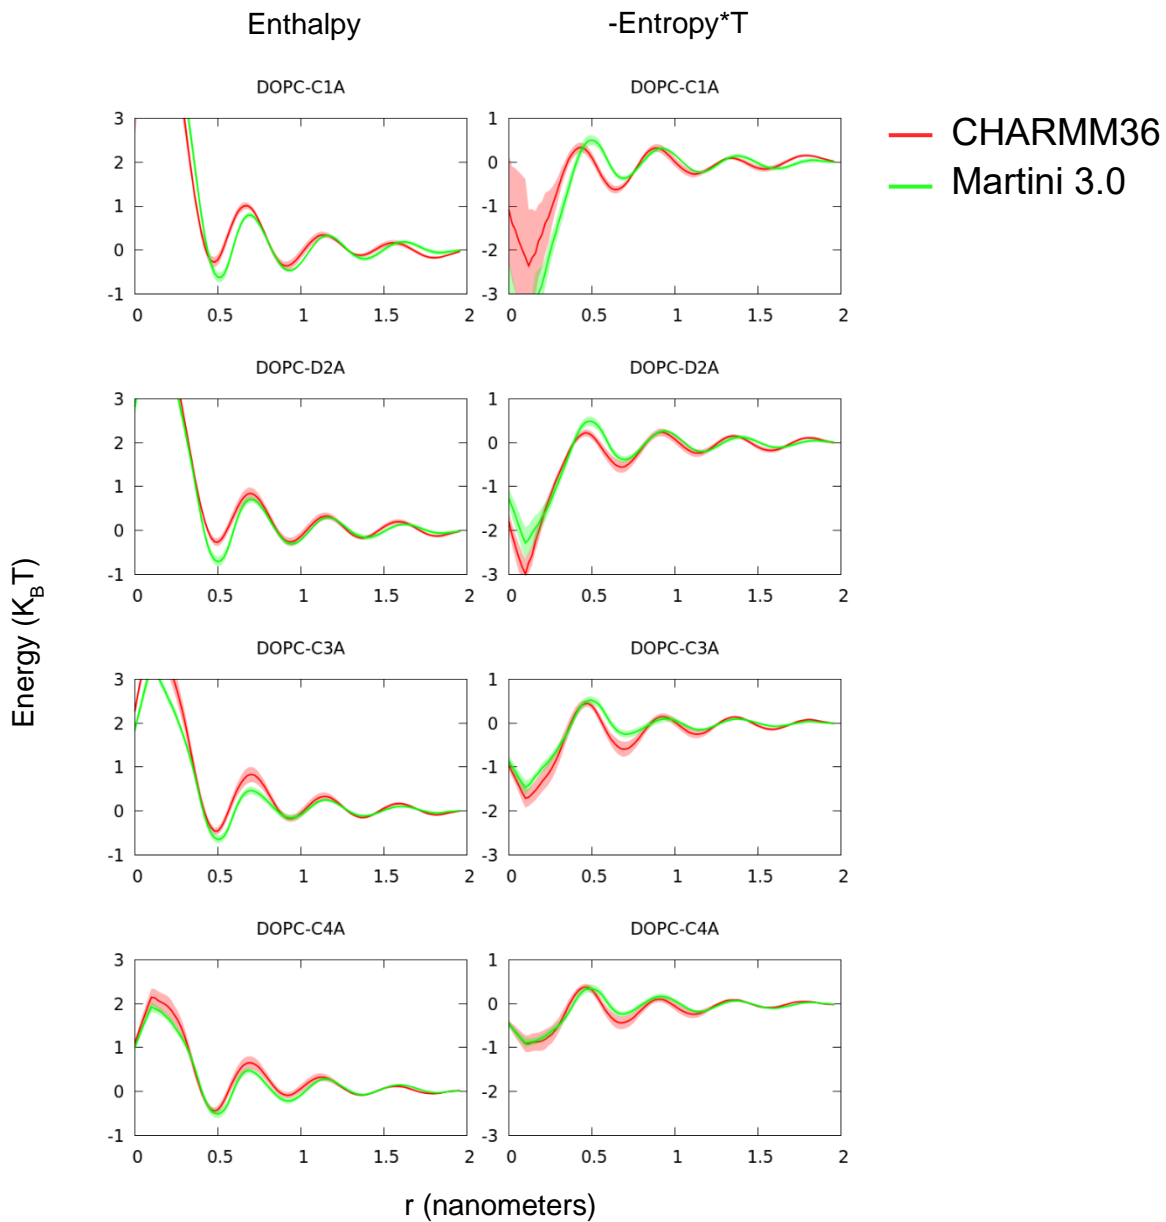 Enthalpy -Entropy*T
DOPC-C1A DOPC-C1A
CHARMM36
Martini 3.0
3 2 1 0 -1
1 0 -1 -2 -3
0 0.5 1 1.5 2
0 0.5 1 1.5 2
DOPC-D2A DOPC-D2A
3 2 1 0 -1
1 0 -1 -2 -3
0 0.5 1 1.5 2
0 0.5 1 1.5 2
Energy (KBT)
DOPC-C3A DOPC-C3A
3 2 1 0 -1
1 0 -1 -2 -3
0 0.5 1 1.5 2
0 0.5 1 1.5 2
DOPC-C4A DOPC-C4A
3 2 1 0 -1
1 0 -1 -2 -3
0 0.5 1 1.5 2
0 0.5 1 1.5 2
r (nanometers)